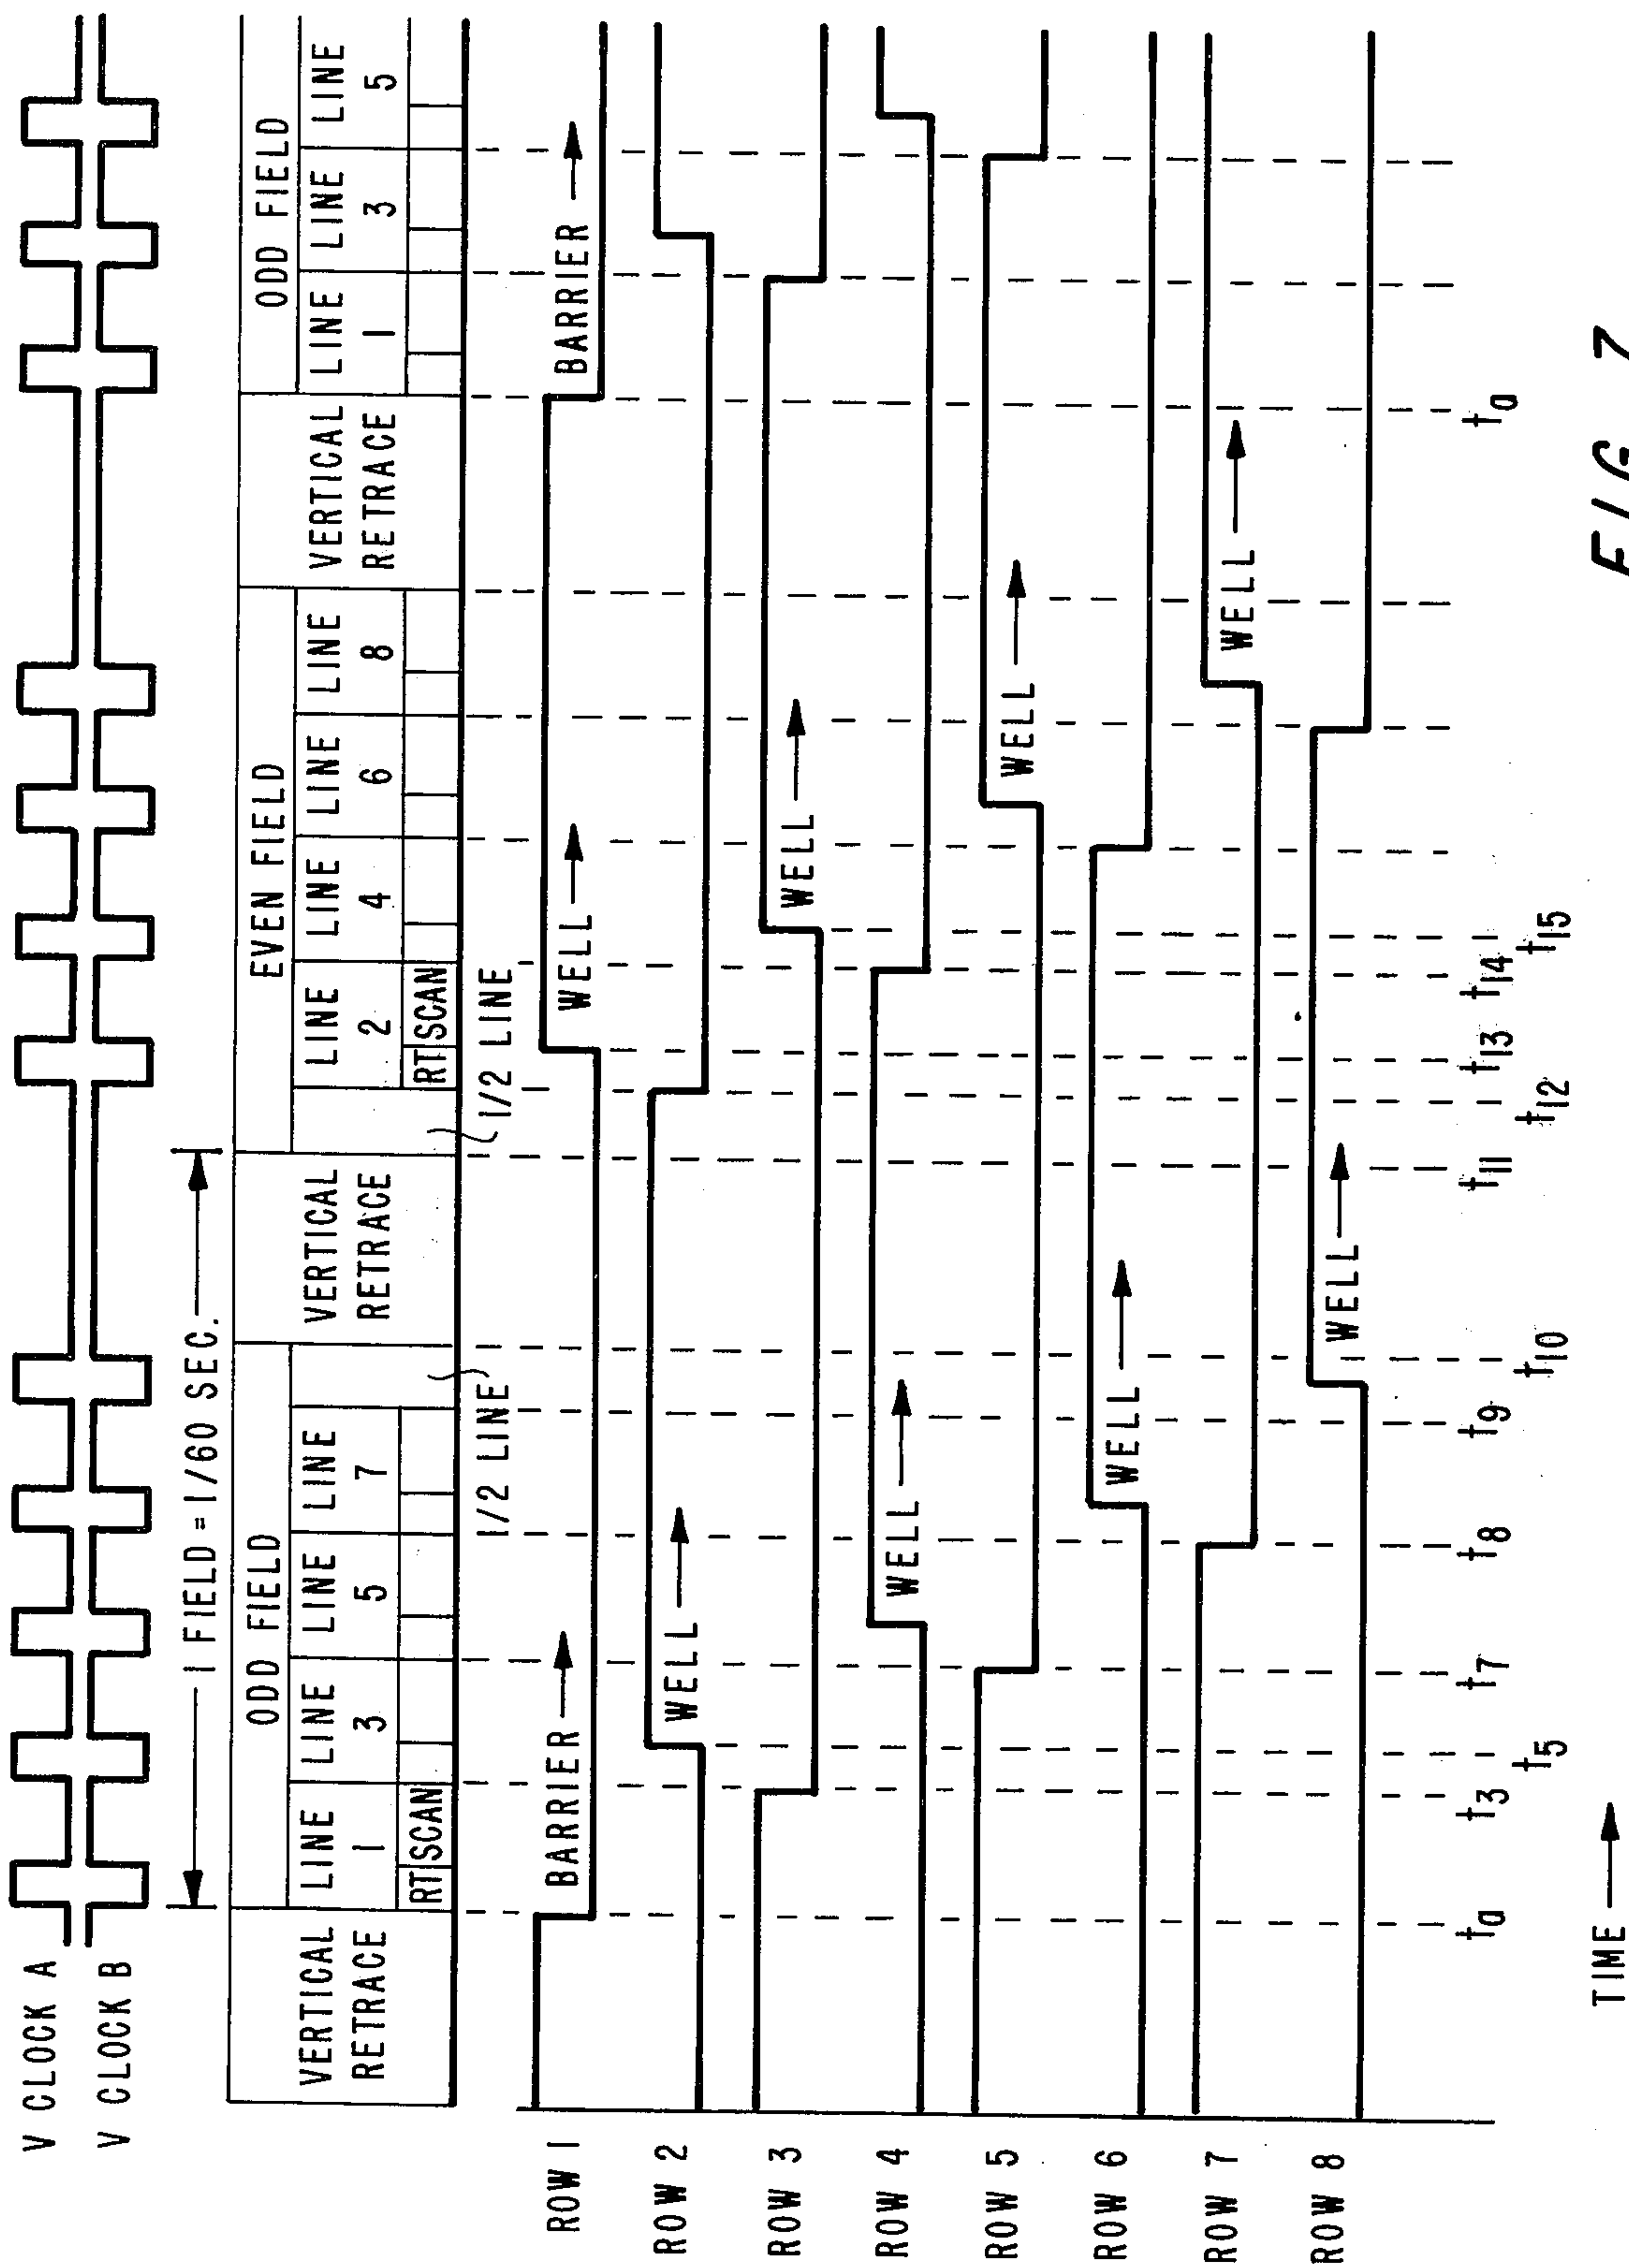 V CLOCK A
V CLOCK B
1 FIELD = 1/60 SEC.
ODD FIELD
EVEN FIELD
ODD FIELD
VERTICAL RETRACE
LINE 1
LINE 3
LINE 5
LINE 7
VERTICAL RETRACE
LINE 2
LINE 4
LINE 6
LINE 8
VERTICAL RETRACE
LINE 1
LINE 3
LINE 5
RT SCAN
RT SCAN
1/2 LINE
1/2 LINE
ROW 1
BARRIER
WELL
BARRIER
ROW 2
WELL
ROW 3
WELL
ROW 4
WELL
ROW 5
WELL
ROW 6
WELL
ROW 7
WELL
ROW 8
WELL
ta
t3
t5
t7
t8
t9
t10
t11
t12
t13
t14
t15
ta
TIME
FIG. 7